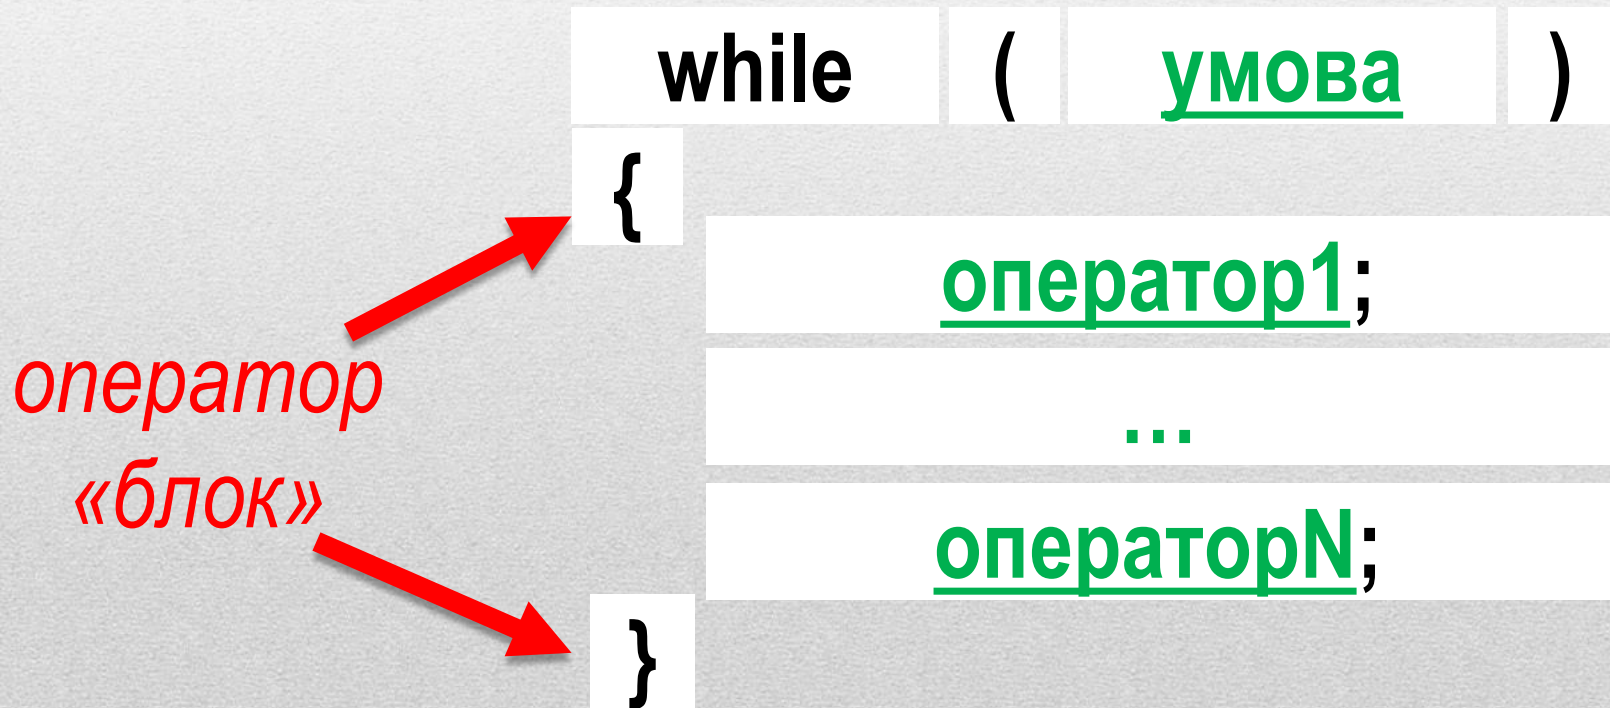 while ( умова )
{
оператор1;
оператор
...
«блок»
операторN;
}